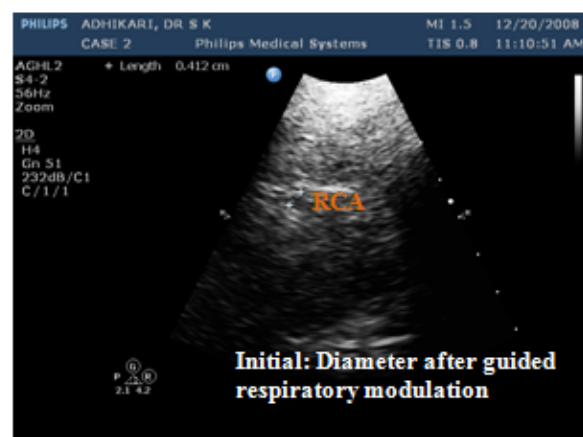 PHILIPS ADHIKARI, DR S K MI 1.5 12/20/2008
CASE 2 Philips Medical Systems TIS 0.8 11:10:51 AM
AGHL2 + Length 0.412 cm
S4-2
56Hz
Zoom
2D
H4
Gn 51
232dB/C1
C/1/1
P
RCA
G
P R
2.1 4.2
Initial: Diameter after guided
respiratory modulation